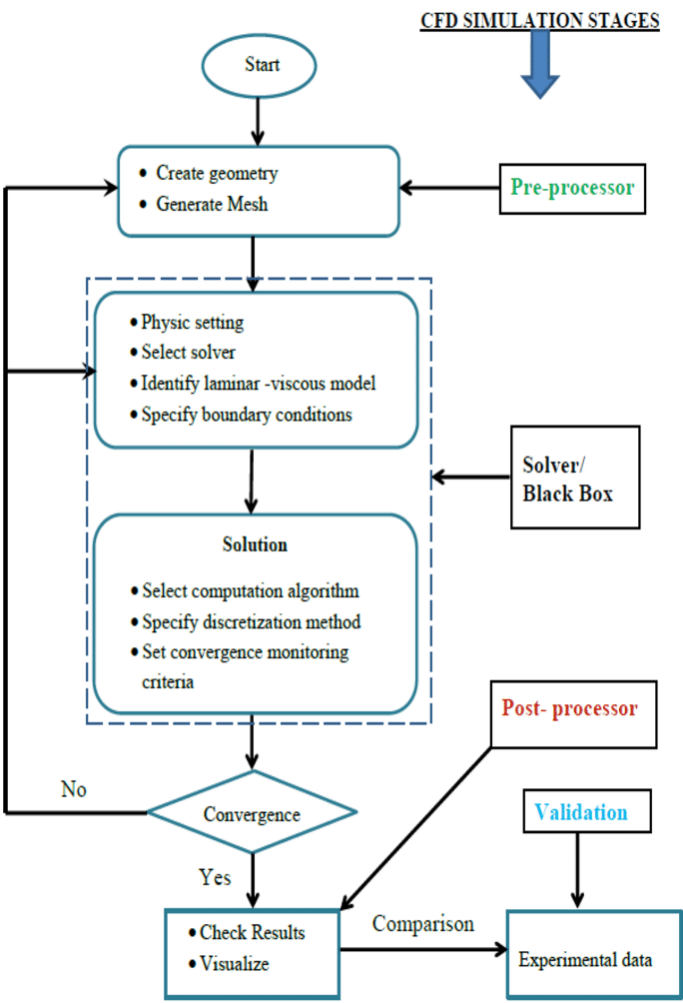 CFD SIMULATION STAGES
Start
• Create geometry
• Generate Mesh
Pre-processor
• Physic setting
• Select solver
• Identify laminar -viscous model
• Specify boundary conditions
Solver/
Black Box
Solution
• Select computation algorithm
• Specify discretization method
• Set convergence monitoring
criteria
Post- processor
No
Convergence
Validation
Yes
• Check Results
• Visualize
Comparison
Experimental data